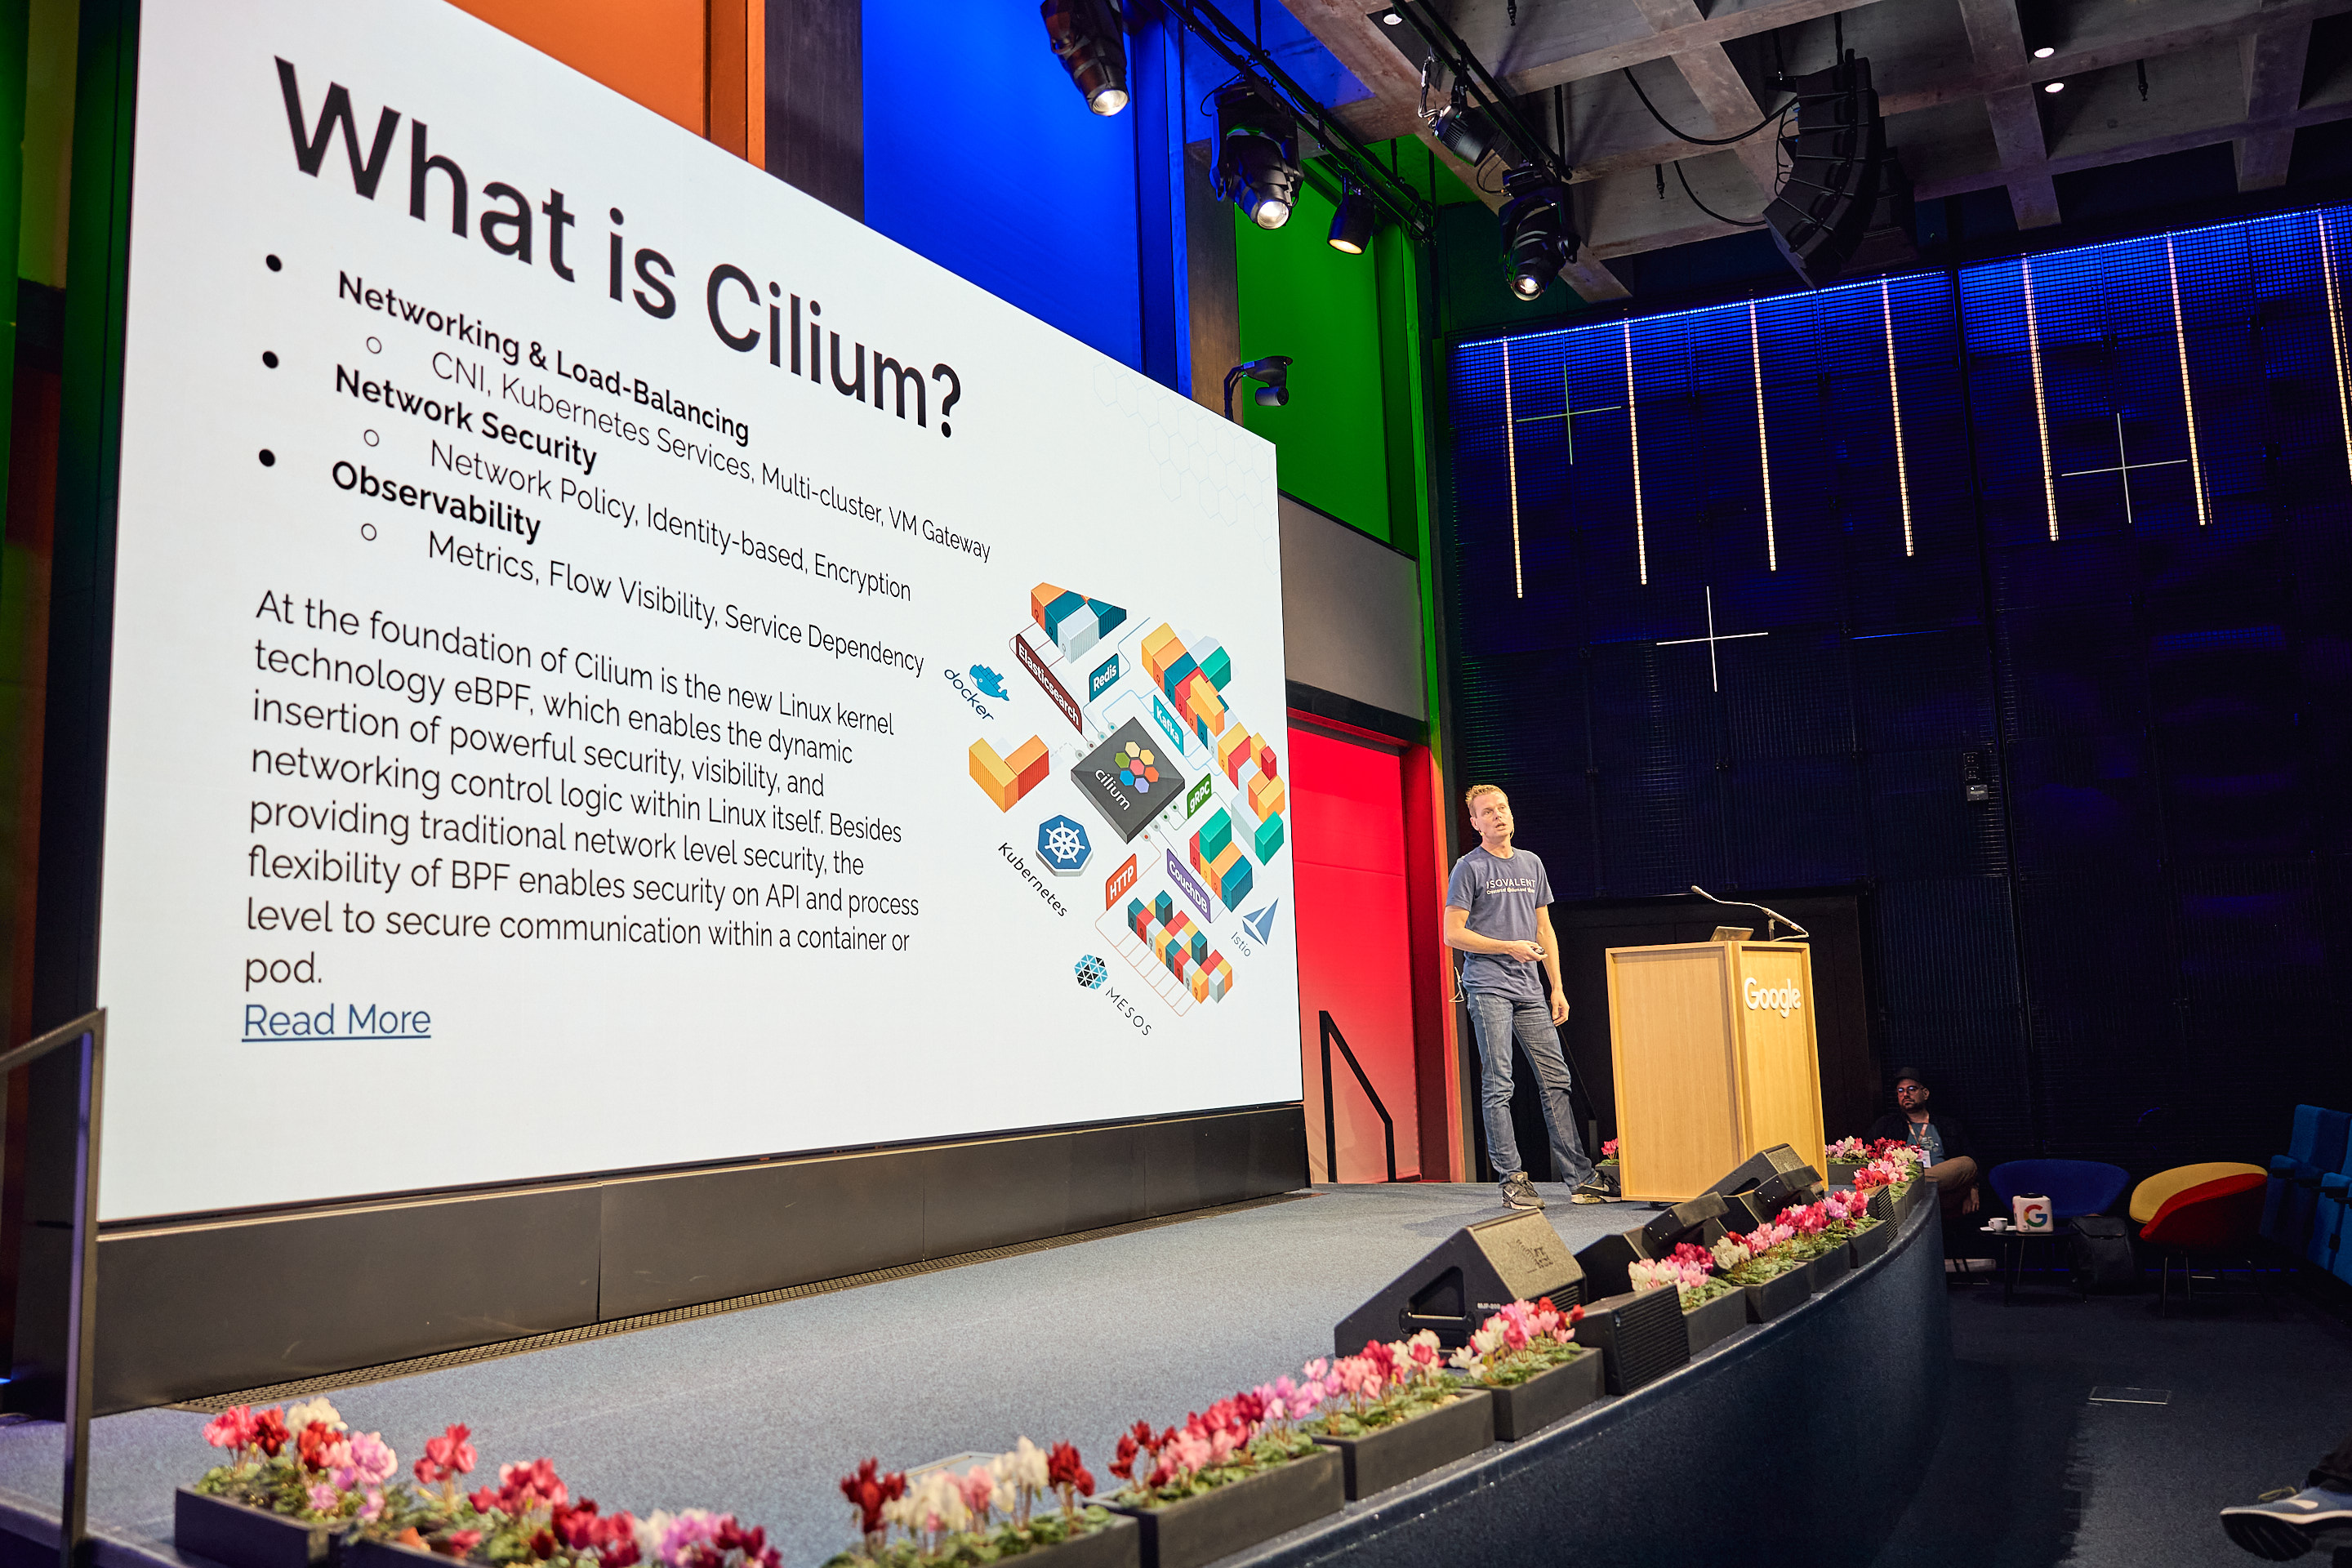 What is Cilium?
Networking & Load-Balancing
CNI, Kubernetes Services, Multi-cluster, VM Gateway
Network Security
Network Policy, Identity-based, Encryption
Observability
Metrics, Flow Visibility, Service Dependency
At the foundation of Cilium is the new Linux kernel
technology eBPF, which enables the dynamic
insertion of powerful security, visibility, and
networking control logic within Linux itself. Besides
providing traditional network level security, the
flexibility of BPF enables security on API and process
level to secure communication within a container or
pod.
Read More
docker
Elasticsearch
Redis
Kafka
cilium
gRPC
Kubernetes
HTTP
CouchDB
Istio
MESOS
ISOVALENT
Google
G